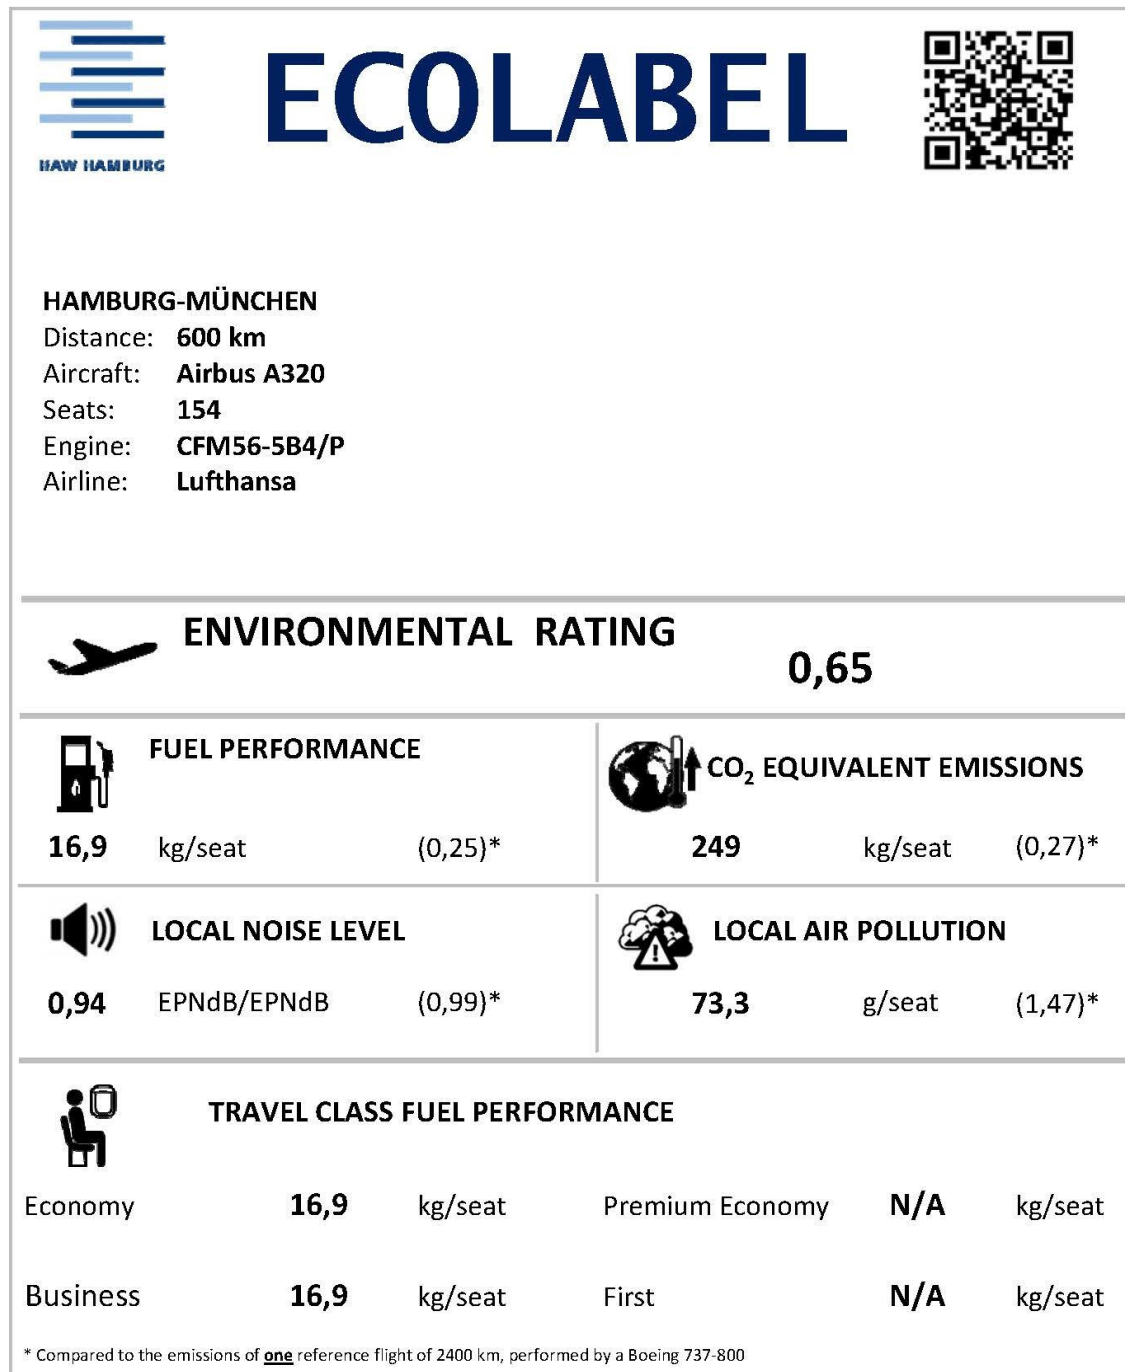 HAW HAMBURG
ECOLABEL
HAMBURG-MÜNCHEN
Distance: 600 km
Aircraft: Airbus A320
Seats: 154
Engine: CFM56-5B4/P
Airline: Lufthansa
ENVIRONMENTAL RATING
0,65
FUEL PERFORMANCE
16,9 kg/seat (0,25)*
CO₂ EQUIVALENT EMISSIONS
249 kg/seat (0,27)*
LOCAL NOISE LEVEL
0,94 EPNdB/EPNdB (0,99)*
LOCAL AIR POLLUTION
73,3 g/seat (1,47)*
TRAVEL CLASS FUEL PERFORMANCE
Economy 16,9 kg/seat Premium Economy N/A kg/seat
Business 16,9 kg/seat First N/A kg/seat
* Compared to the emissions of one reference flight of 2400 km, performed by a Boeing 737-800